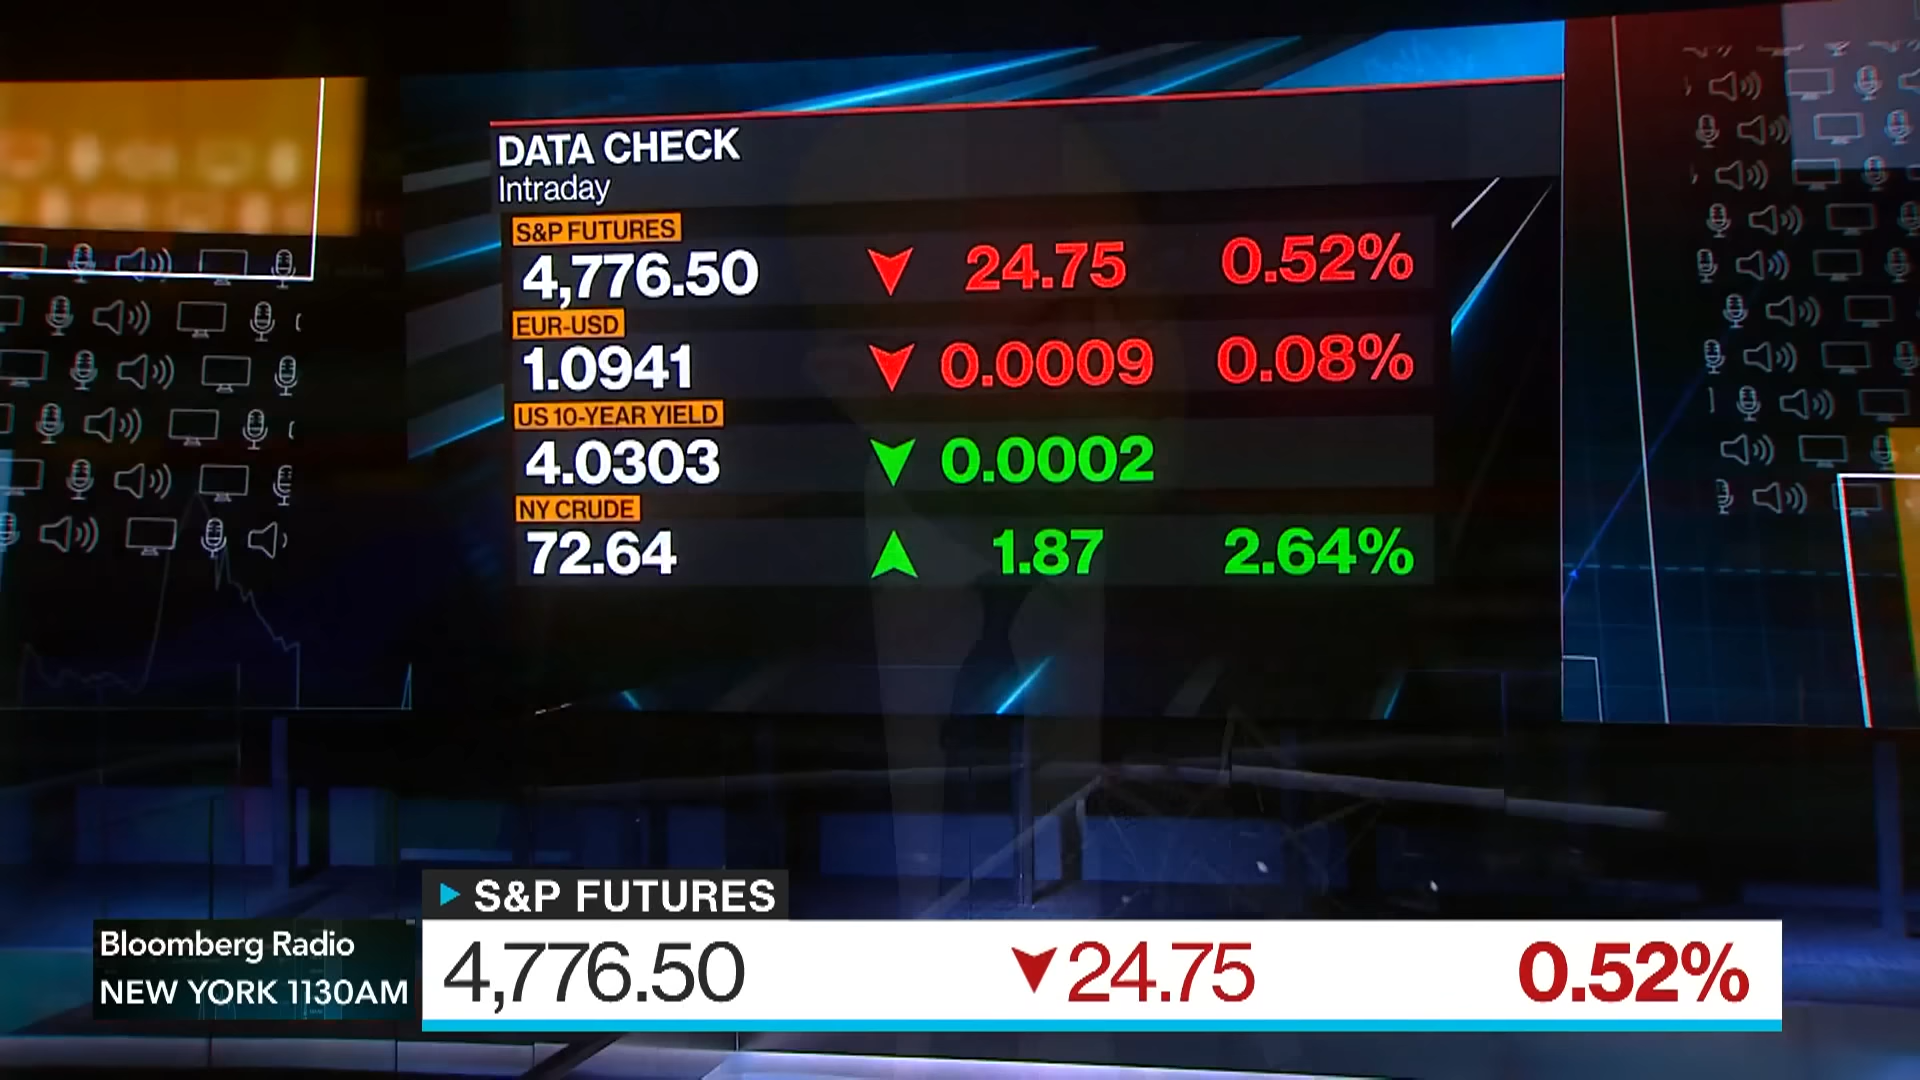 DATA CHECK
Intraday
S&P FUTURES
4,776.50 24.75 0.52%
EUR-USD
1.0941 0.0009 0.08%
US 10-YEAR YIELD
4.0303 0.0002
NY CRUDE
72.64 1.87 2.64%
S&P FUTURES
Bloomberg Radio
NEW YORK 1130AM
4,776.50 24.75 0.52%